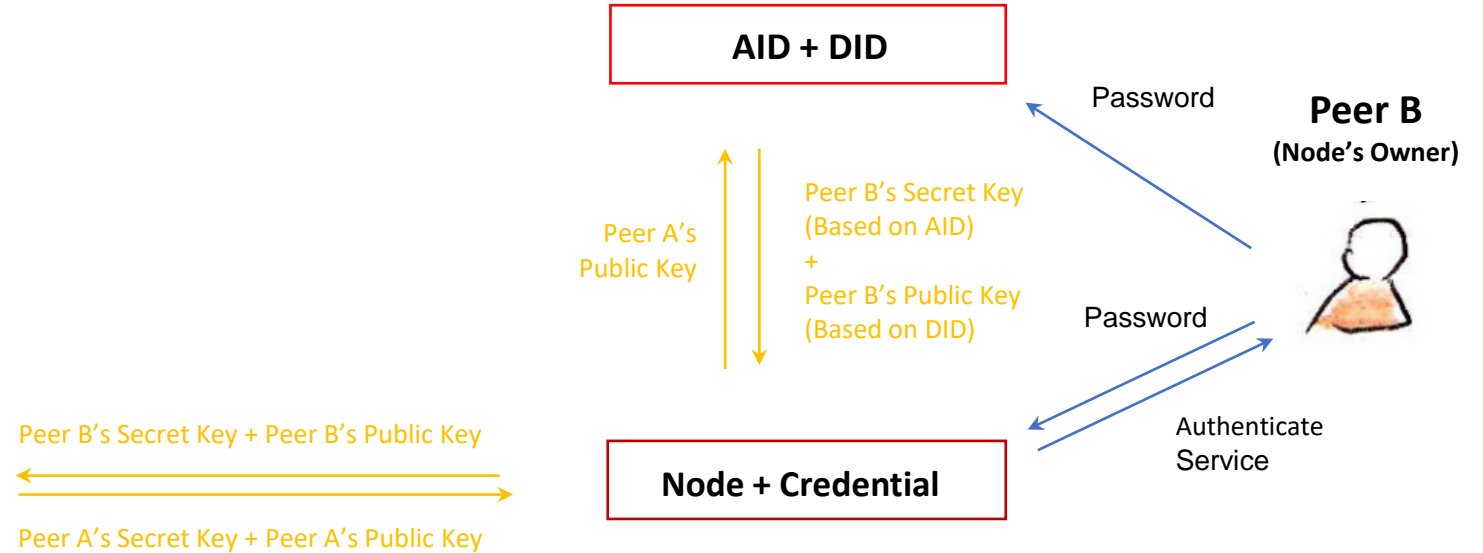 AID + DID
Password
Peer B
(Node’s Owner)
Peer A’s
Public Key
Peer B’s Secret Key
(Based on AID)
+
Peer B’s Public Key
(Based on DID)
Password
Authenticate
Service
Peer B’s Secret Key + Peer B’s Public Key
Node + Credential
Peer A’s Secret Key + Peer A’s Public Key